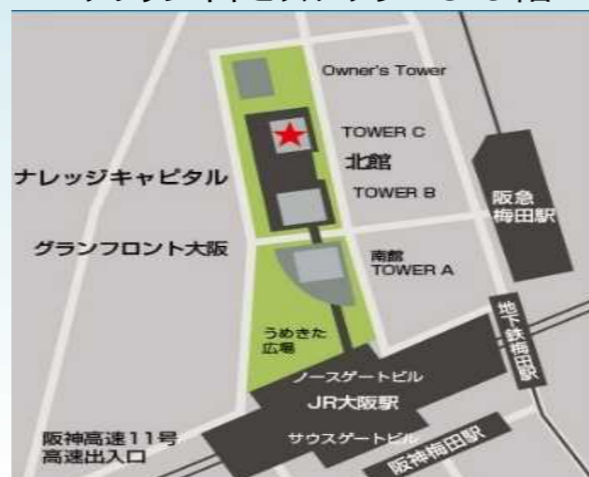 Owner's Tower
TOWER C
北館
ナレッジキャピタル
TOWER B
阪急
梅田駅
グランフロント大阪
南館
TOWER A
うめきた
広場
地下鉄梅田駅
ノースゲートビル
JR大阪駅
阪神高速11号
高速出入口
サウスゲートビル
阪神梅田駅